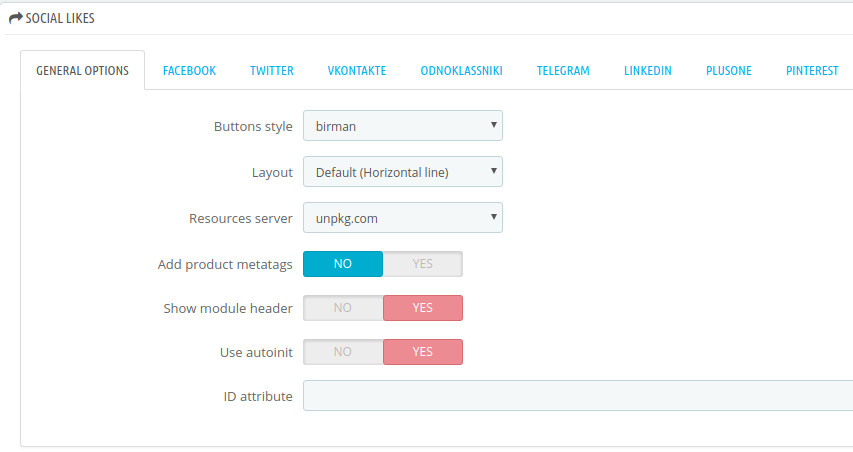 SOCIAL LIKES
GENERAL OPTIONS FACEBOOK TWITTER VKONTAKTE ODNOKLASSNIKI TELEGRAM LINKEDIN PLUSONE PINTEREST
Buttons style birman
Layout Default (Horizontal line)
Resources server unpkg.com
Add product metatags NO YES
Show module header NO YES
Use autoinit NO YES
ID attribute